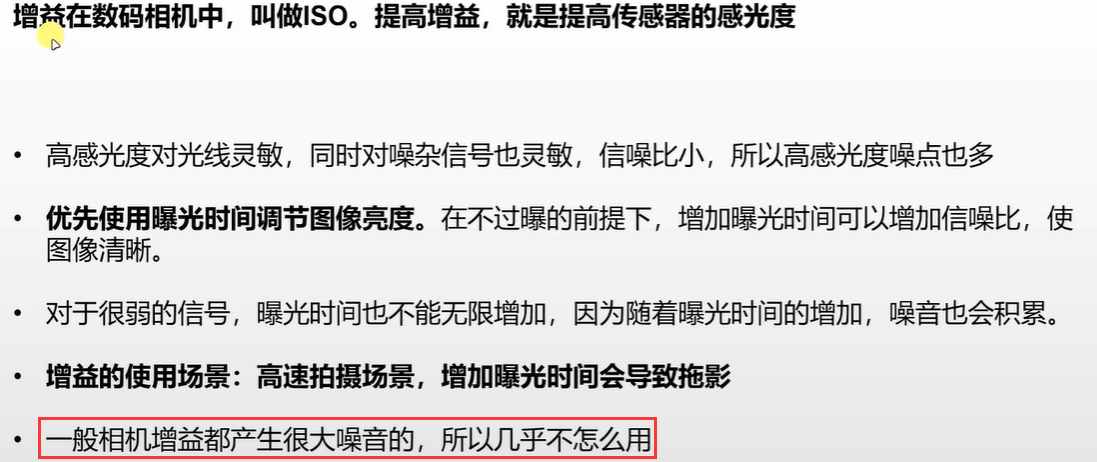 增益在数码相机中，叫做ISO。提高增益，就是提高传感器的感光度
• 高感光度对光线灵敏，同时对噪杂信号也灵敏，信噪比小，所以高感光度噪点也多
• 优先使用曝光时间调节图像亮度。在不过曝的前提下，增加曝光时间可以增加信噪比，使
图像清晰。
• 对于很弱的信号，曝光时间也不能无限增加，因为随着曝光时间的增加，噪音也会积累。
• 增益的使用场景：高速拍摄场景，增加曝光时间会导致拖影
• 一般相机增益都产生很大噪音的，所以几乎不怎么用